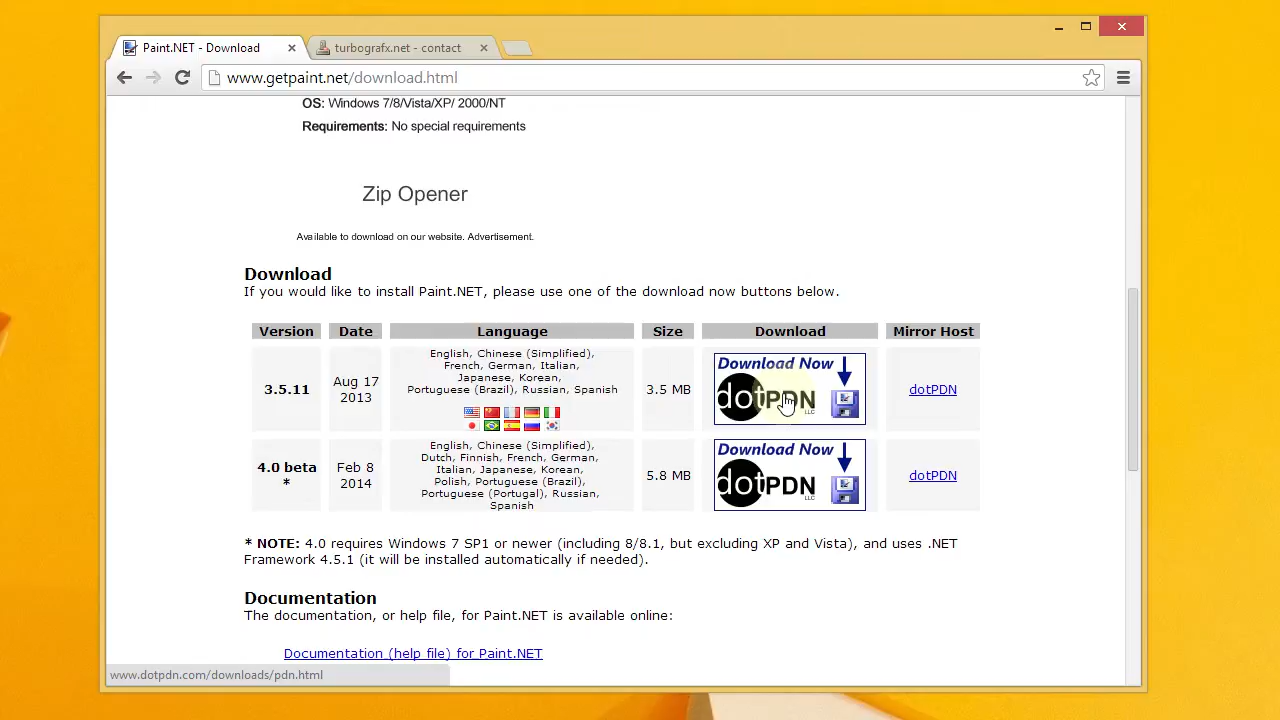 Paint.NET - Download
turbografx.net - contact
www.getpaint.net/download.html
OS: Windows 7/8/Vista/XP/ 2000/NT
Requirements: No special requirements
Zip Opener
Available to download on our website. Advertisement.
Download
If you would like to install Paint.NET, please use one of the download now buttons below.
Version Date Language Size Download Mirror Host
3.5.11
Aug 17
2013
English, Chinese (Simplified),
French, German, Italian,
Japanese, Korean,
Portuguese (Brazil), Russian, Spanish
3.5 MB
Download Now
dotPDN
LLC
dotPDN
4.0 beta
*
Feb 8
2014
English, Chinese (Simplified),
Dutch, Finnish, French, German,
Italian, Japanese, Korean,
Polish, Portuguese (Brazil),
Portuguese (Portugal), Russian,
Spanish
5.8 MB
Download Now
dotPDN
LLC
dotPDN
* NOTE: 4.0 requires Windows 7 SP1 or newer (including 8/8.1, but excluding XP and Vista), and uses .NET
Framework 4.5.1 (it will be installed automatically if needed).
Documentation
The documentation, or help file, for Paint.NET is available online:
Documentation (help file) for Paint.NET
www.dotpdn.com/downloads/pdn.html